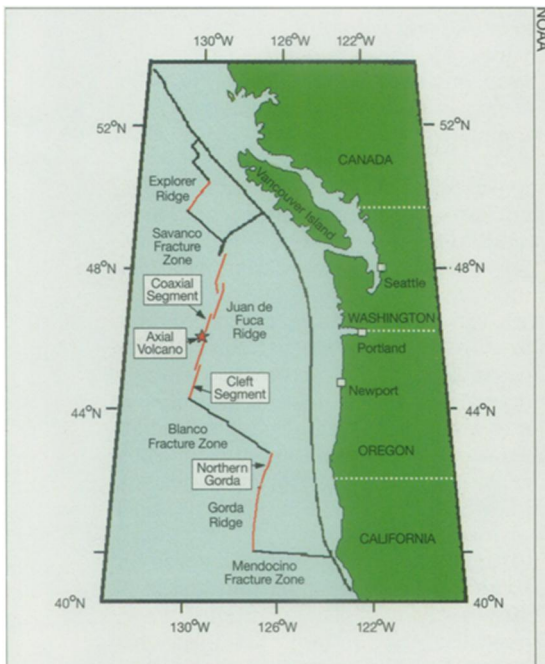 NOAA
130°W
126°W
122°W
52°N
CANADA
Explorer
Ridge
Vancouver Island
Savanco
Fracture
Zone
48°N
48°N
Seattle
Coaxial
Segment
Juan de
Fuca
Ridge
WASHINGTON
Axial
Volcano
Portland
Cleft
Segment
Newport
44°N
44°N
Blanco
Fracture Zone
OREGON
Northern
Gorda
Gorda
Ridge
CALIFORNIA
Mendocino
Fracture Zone
40°N
40°N
130°W
126°W
122°W
52°N